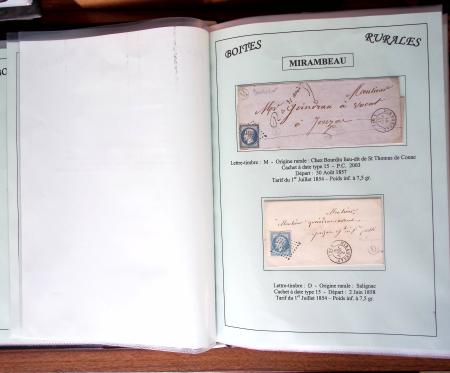 BOITES RURALES
MIRAMBEAU
Monsieur
à
à Jonzac
Lettre-timbre : M - Origine rurale : Chez Bourdin lieu-dit de St Thomas de Conac
Cachet à date type 15 - P.C. 2003
Départ : 30 Août 1857
Tarif du 1er Juillet 1854 – Poids inf. à 7,5 gr.
Monsieur
Lettre-timbre : D - Origine rurale : Salignac
Cachet à date type 15 - Départ : 2 Juin 1858
Tarif du 1er Juillet 1854 – Poids inf. à 7,5 gr.